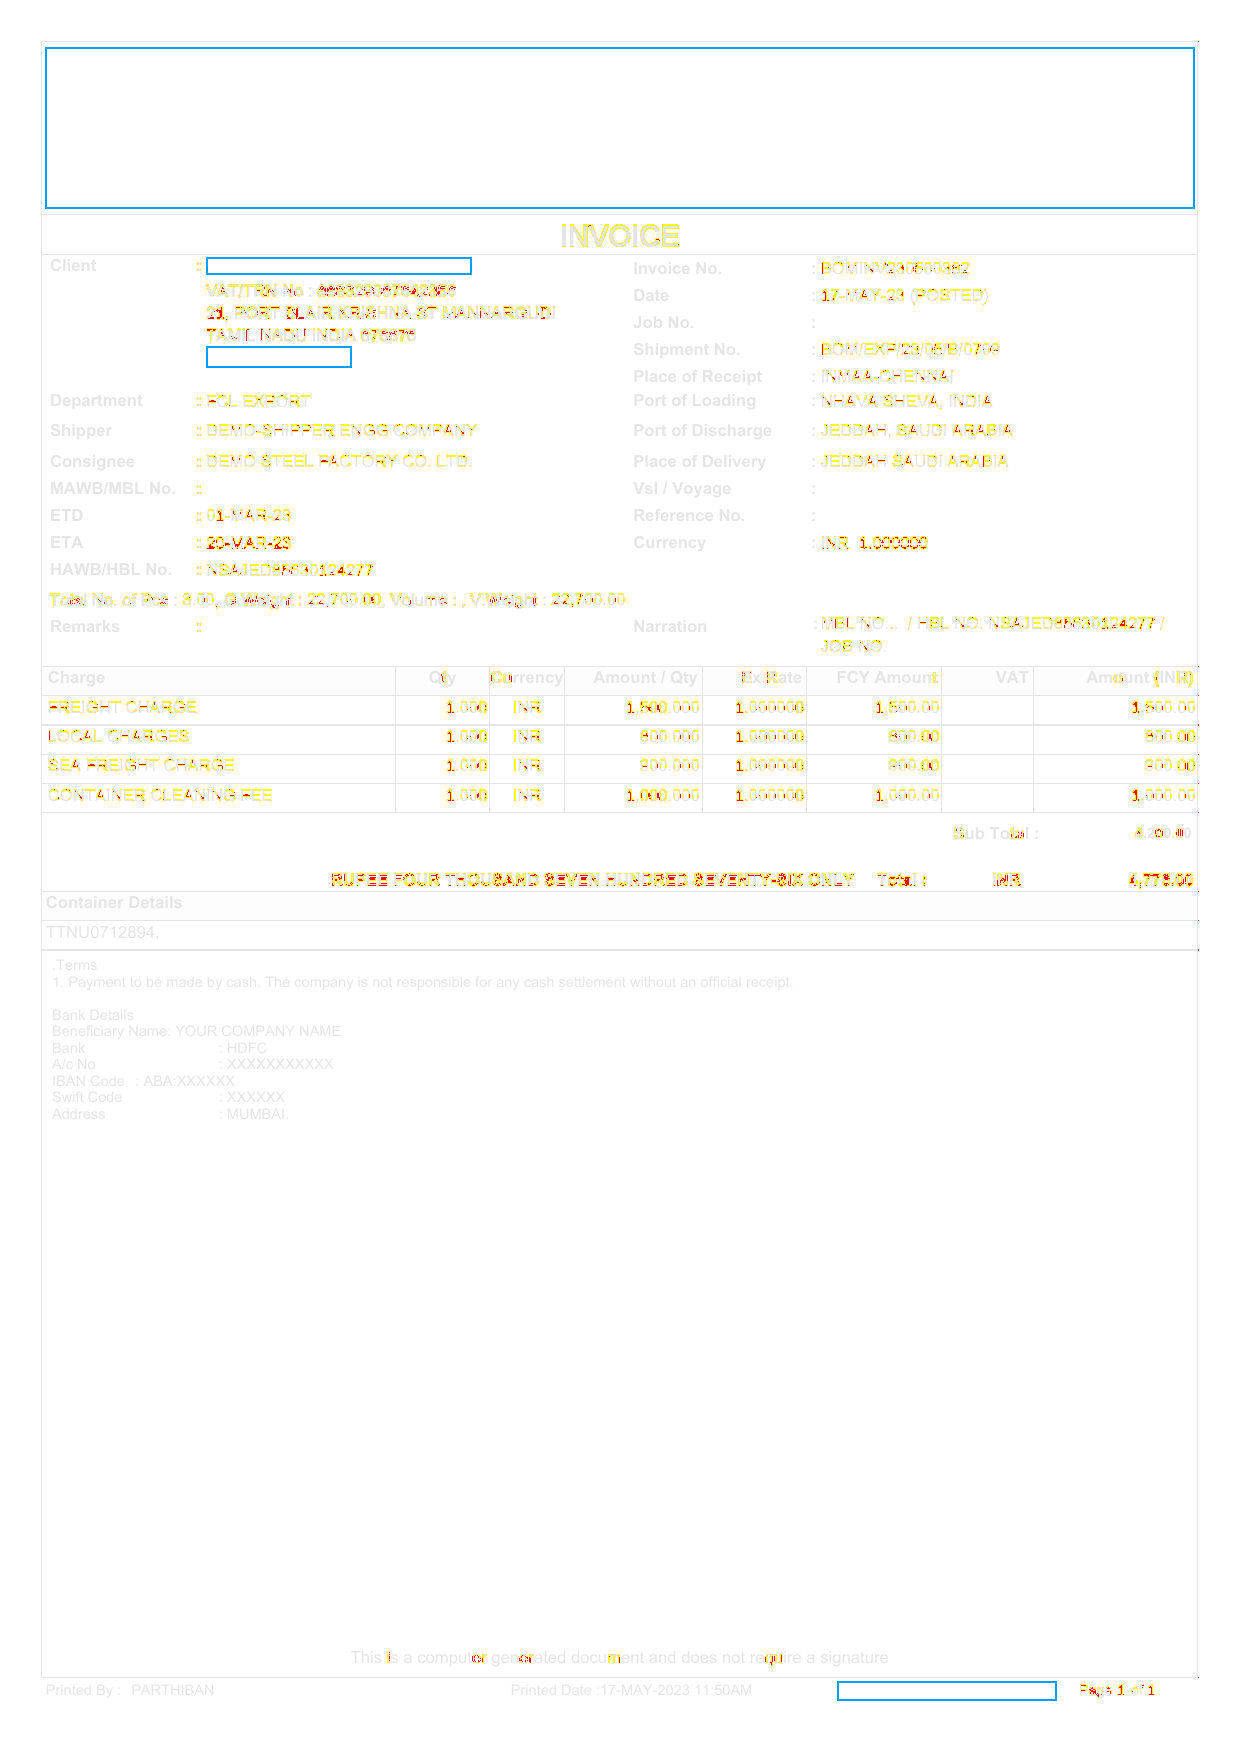 INVOICE
Client :
Invoice No. :
VAT/TRN No :
Date : 17-MAY-23 (POSTED)
21, PORT BLAIR KRISHNA ST MANNARGUDI
Job No. :
TAMIL NADU INDIA
Shipment No. : BOM/EXP/23/05/B/0709
Place of Receipt : INMAA-CHENNAI
Department : FCL EXPORT
Port of Loading : NHAVA SHEVA, INDIA
Shipper : DEMO-SHIPPER ENGG COMPANY
Port of Discharge : JEDDAH, SAUDI ARABIA
Consignee : DEMO STEEL FACTORY CO. LTD.
Place of Delivery : JEDDAH SAUDI ARABIA
MAWB/MBL No. :
Vsl / Voyage :
ETD : 01-MAR-23
Reference No. :
ETA : 20-MAR-23
Currency : INR 1.000000
HAWB/HBL No. :
Total No. of Pcs : 3.00, G.Weight : 22,700.00, Volume : , V.Weight : 22,700.00
Remarks :
Narration : MBL NO... / HBL NO. /
JOB NO.
Charge Qty Currency Amount / Qty Ex.Rate FCY Amount VAT Amount (INR)
FREIGHT CHARGE 1.000 INR 1,500.000 1.000000 1,500.00 1,500.00
LOCAL CHARGES 1.000 INR 800.000 1.000000 800.00 800.00
SEA FREIGHT CHARGE 1.000 INR 900.000 1.000000 900.00 900.00
CONTAINER CLEANING FEE 1.000 INR 1,000.000 1.000000 1,000.00 1,000.00
Sub Total : 4,200.00
RUPEE FOUR THOUSAND SEVEN HUNDRED SEVENTY-SIX ONLY Total : INR 4,776.00
Container Details
TTNU0712894,
.Terms
1. Payment to be made by cash. The company is not responsible for any cash settlement without an official receipt.
Bank Details
Beneficiary Name: YOUR COMPANY NAME
Bank : HDFC
A/c No : XXXXXXXXXXX
IBAN Code : ABA:XXXXXX
Swift Code : XXXXXX
Address : MUMBAI.
This is a computer generated document and does not require a signature
Printed By : PARTHIBAN
Printed Date :17-MAY-2023 11:50AM
Page 1 of 1